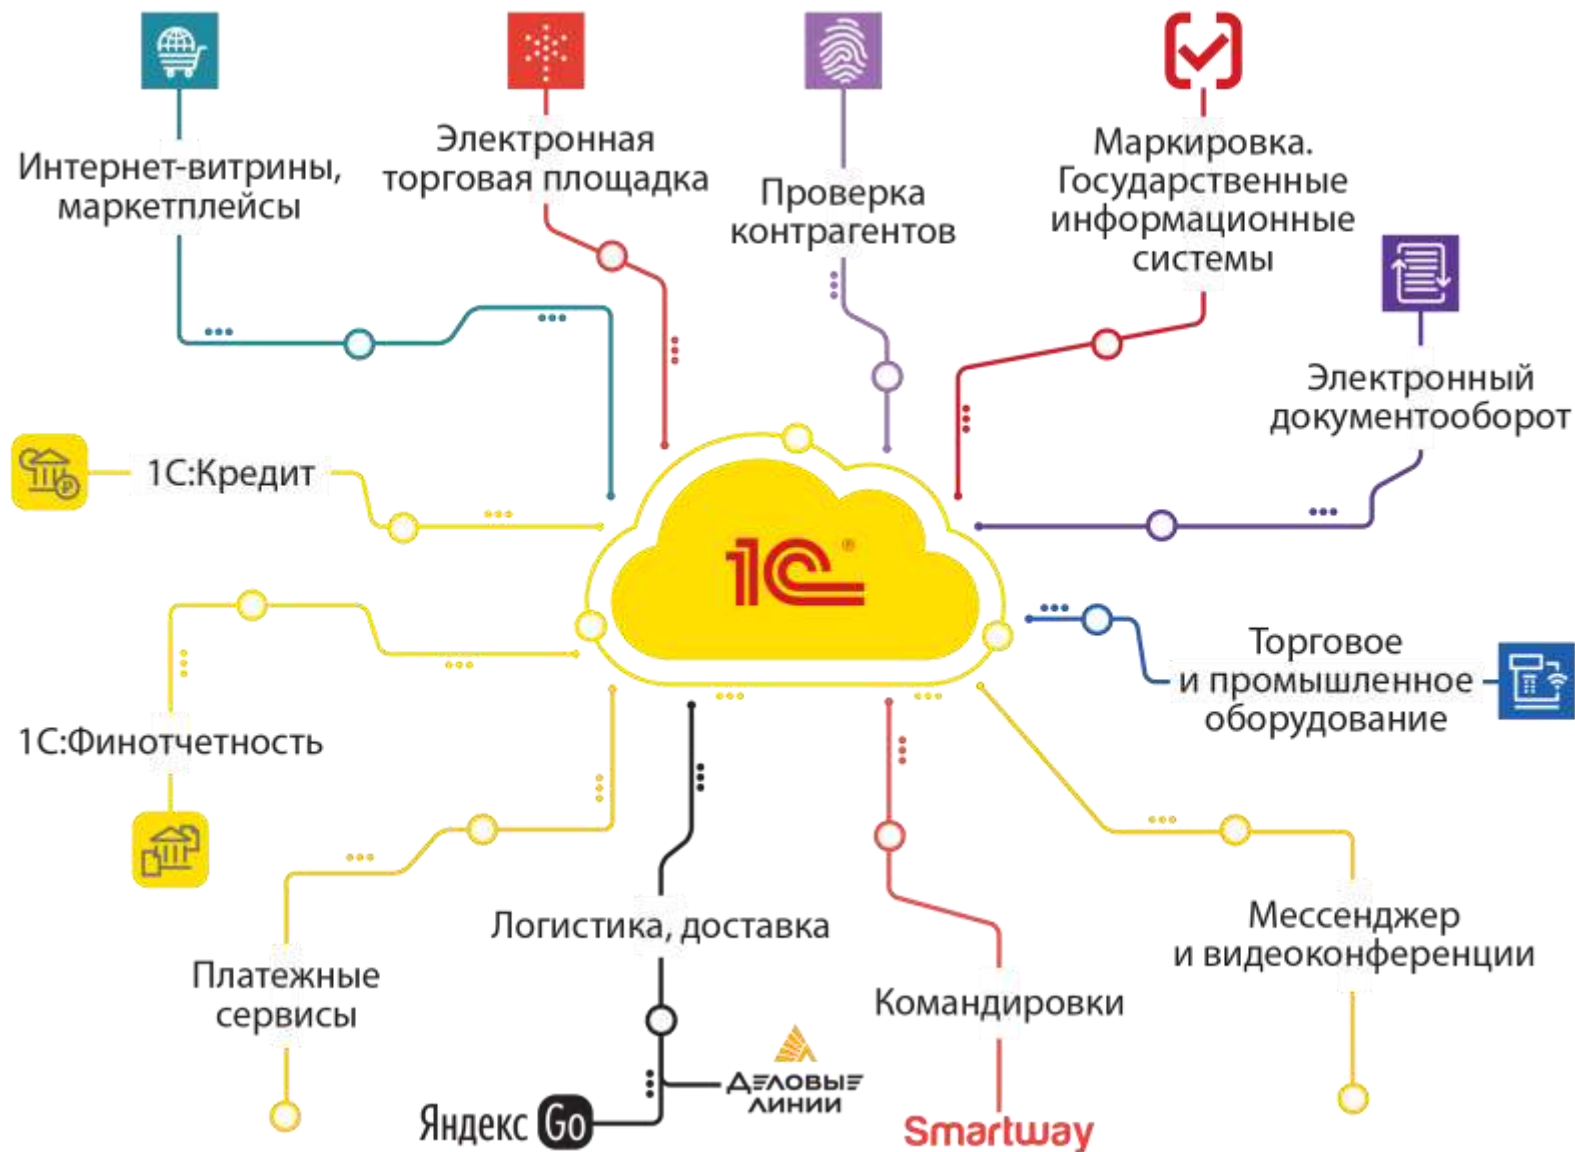 Интернет-витрины,
маркетплейсы
Электронная
торговая площадка
Проверка
контрагентов
Маркировка.
Государственные
информационные
системы
Электронный
документооборот
1С:Кредит
1С®
Торговое
и промышленное
оборудование
1С:Финотчетность
Платежные
сервисы
Логистика, доставка
Яндекс Go
ДЕЛОВЫЕ
ЛИНИИ
Командировки
Smartway
Мессенджер
и видеоконференции